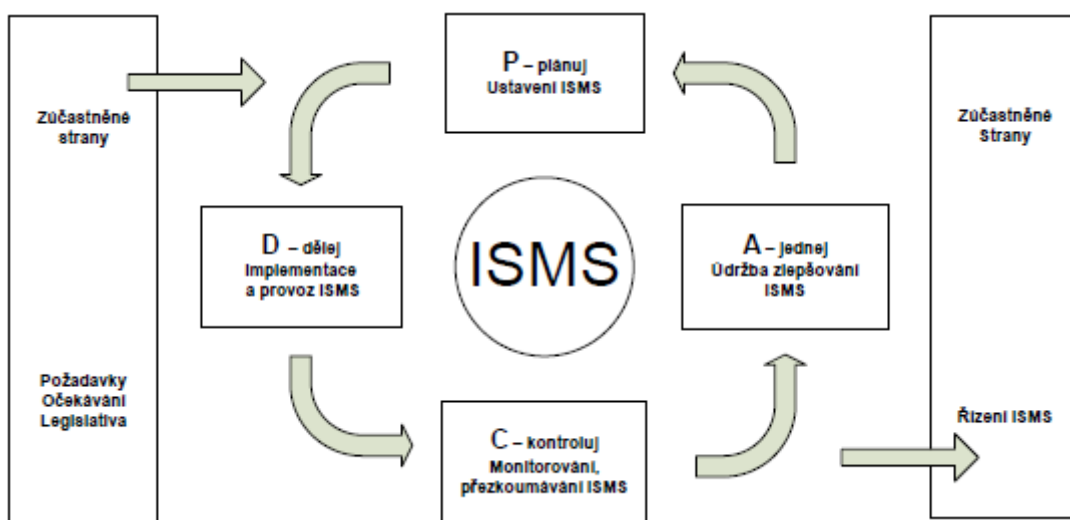 Zúčastněné
strany
Požadavky
Očekávání
Legislativa
P – plánuj
Ustavení ISMS
D – dělej
Implementace
a provoz ISMS
ISMS
A – jednej
Údržba zlepšování
ISMS
C – kontroluj
Monitorování,
přezkoumávání ISMS
Zúčastněné
Strany
Řízení ISMS